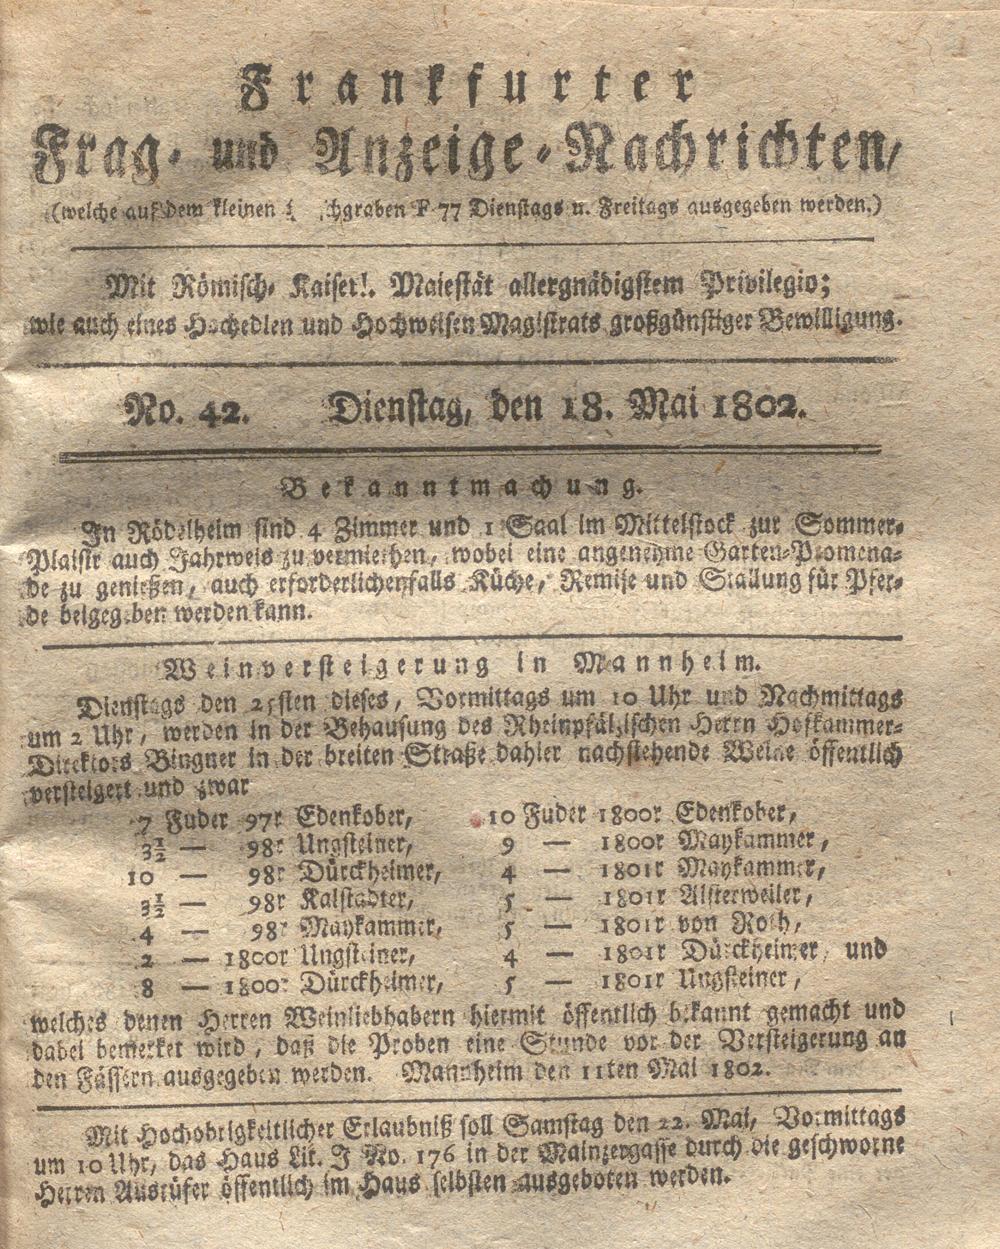 Frankfurter
Frag- und Anzeige-Nachrichten,
(welche auf dem kleinen chgraben F 77 Dienstags u. Freitags ausgegeben werden.)
Mit Römisch- Kaiserl. Maiestät allergnädigstem Privilegio;
wie auch eines Hochedlen und Hochweisen Magistrats großgünstiger Bewilligung.
No. 42. Dienstag, den 18. Mai 1802.
Bekanntmachung.
In Rödelheim sind 4 Zimmer und 1 Saal im Mittelstock zur Sommer-
Plaisir auch Jahrweis zu vermiethen, wobei eine angenehme Garten-Promena-
de zu genießen, auch erforderlichenfalls Küche, Remise und Stallung für Pfer-
de beigegeben werden kann.
Weinversteigerung in Mannheim.
Dienstags den 25sten dieses, Vormittags um 10 Uhr und Nachmittags
um 2 Uhr, werden in der Behausung des Rheinpfälzischen Herrn Hofkammer-
Direktors Bingner in der breiten Straße dahier nachstehende Weine öffentlich
versteigert und zwar
7 Fuder 97r Edenkober, 10 Fuder 1800r Edenkober,
3½ — 98r Ungsteiner, 9 — 1800r Maykammer,
10 — 98r Dürckheimer, 4 — 1801r Maykammer,
3½ — 98r Kalstadter, 5 — 1801r Alsterweiler,
4 — 98r Maykammer, 5 — 1801r von Roth,
2 — 1800r Ungsteiner, 4 — 1801r Dürckheimer, und
8 — 1800r Dürckheimer, 5 — 1801r Ungsteiner,
welches denen Herren Weinliebhabern hiermit öffentlich bekannt gemacht und
dabei bemerket wird, daß die Proben eine Stunde vor der Versteigerung an
den Fässern ausgegeben werden. Mannheim den 11ten Mai 1802.
Mit Hochobrigkeitlicher Erlaubniß soll Samstag den 22. Mai, Vormittags
um 10 Uhr, das Haus Lit. J No. 176 in der Mainzergasse durch die geschworne
Herren Ausrüfer öffentlich im Haus selbsten ausgeboten werden.